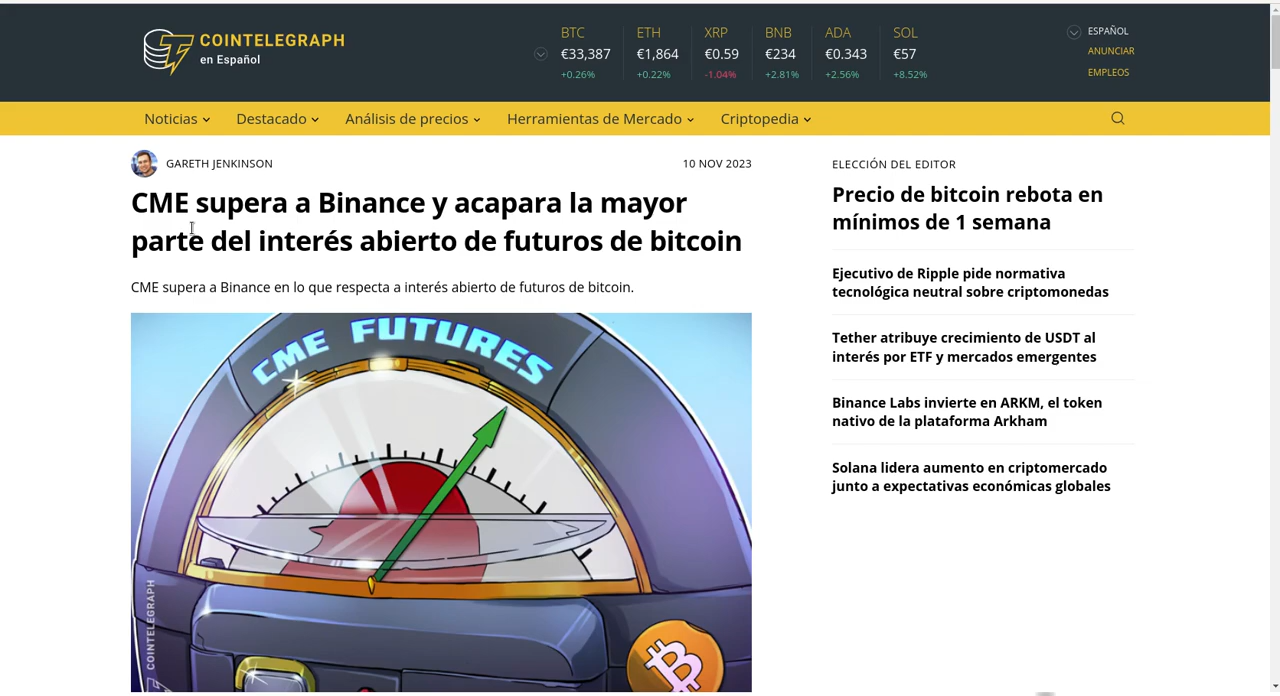 COINTELEGRAPH
en Español
BTC ETH XRP BNB ADA SOL
€33,387 €1,864 €0.59 €234 €0.343 €57
+0.26% +0.22% -1.04% +2.81% +2.56% +8.52%
ESPAÑOL
ANUNCIAR
EMPLEOS
Noticias Destacado Análisis de precios Herramientas de Mercado Criptopedia
GARETH JENKINSON 10 NOV 2023
CME supera a Binance y acapara la mayor
parte del interés abierto de futuros de bitcoin
CME supera a Binance en lo que respecta a interés abierto de futuros de bitcoin.
CME FUTURES
COINTELEGRAPH
ELECCIÓN DEL EDITOR
Precio de bitcoin rebota en
mínimos de 1 semana
Ejecutivo de Ripple pide normativa
tecnológica neutral sobre criptomonedas
Tether atribuye crecimiento de USDT al
interés por ETF y mercados emergentes
Binance Labs invierte en ARKM, el token
nativo de la plataforma Arkham
Solana lidera aumento en criptomercado
junto a expectativas económicas globales